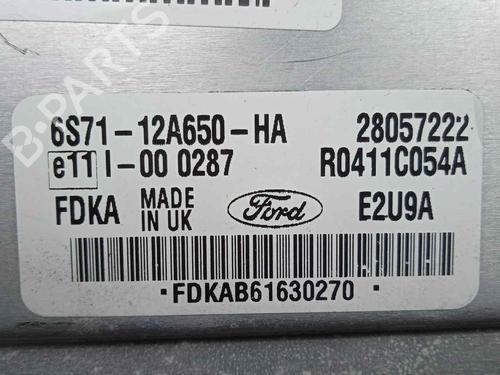 6S71-12A650-HA 28057222
e11 I-00 0287 R0411C054A
FDKA MADE IN UK Ford E2U9A
·FDKAB61630270·
B-PARTS